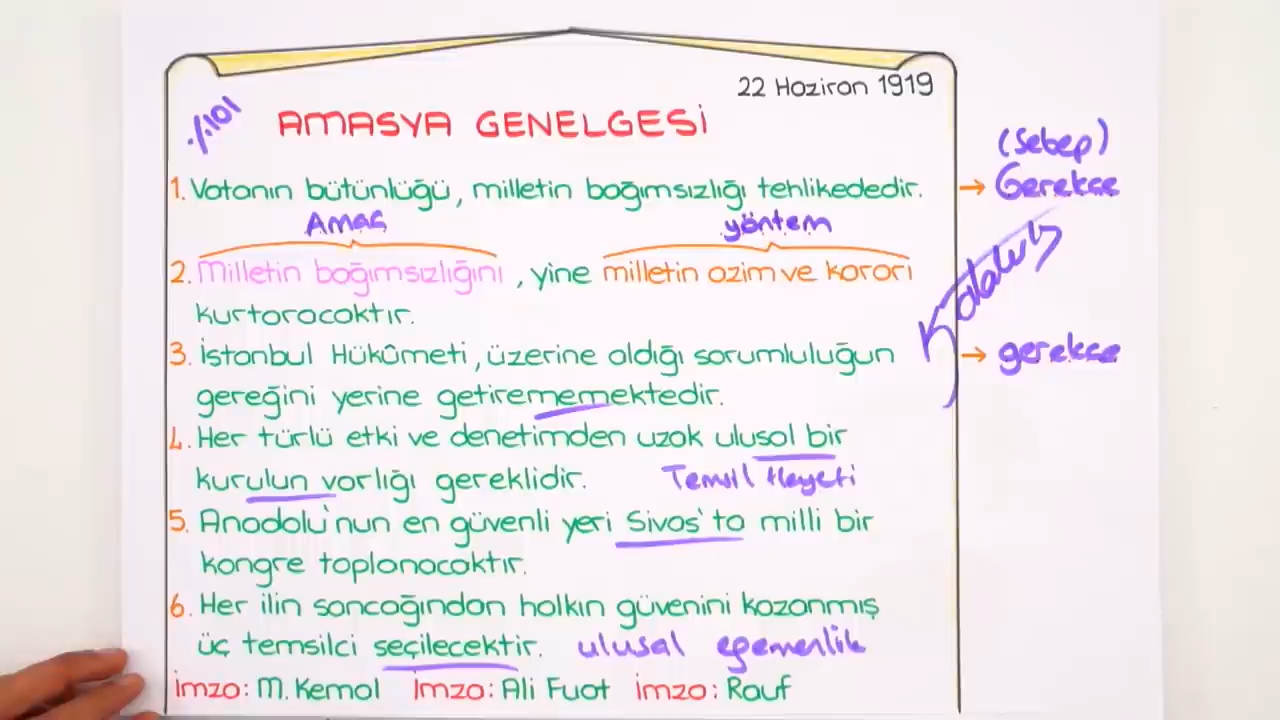 22 Haziran 1919
%101
AMASYA GENELGESİ
(Sebep)
1. Vatanın bütünlüğü, milletin bağımsızlığı tehlikededir. → Gerekçe
Amaç yöntem
2. Milletin bağımsızlığını, yine milletin azim ve kararı
kurtaracaktır.
Kurtuluş
3. İstanbul Hükûmeti, üzerine aldığı sorumluluğun → gerekçe
gereğini yerine getirememektedir.
4. Her türlü etki ve denetimden uzak ulusal bir
kurulun varlığı gereklidir. Temsil Heyeti
5. Anadolu'nun en güvenli yeri Sivas'ta milli bir
kongre toplanacaktır.
6. Her ilin sancağından halkın güvenini kazanmış
üç temsilci seçilecektir. ulusal egemenlik
İmza: M. Kemal İmza: Ali Fuat İmza: Rauf